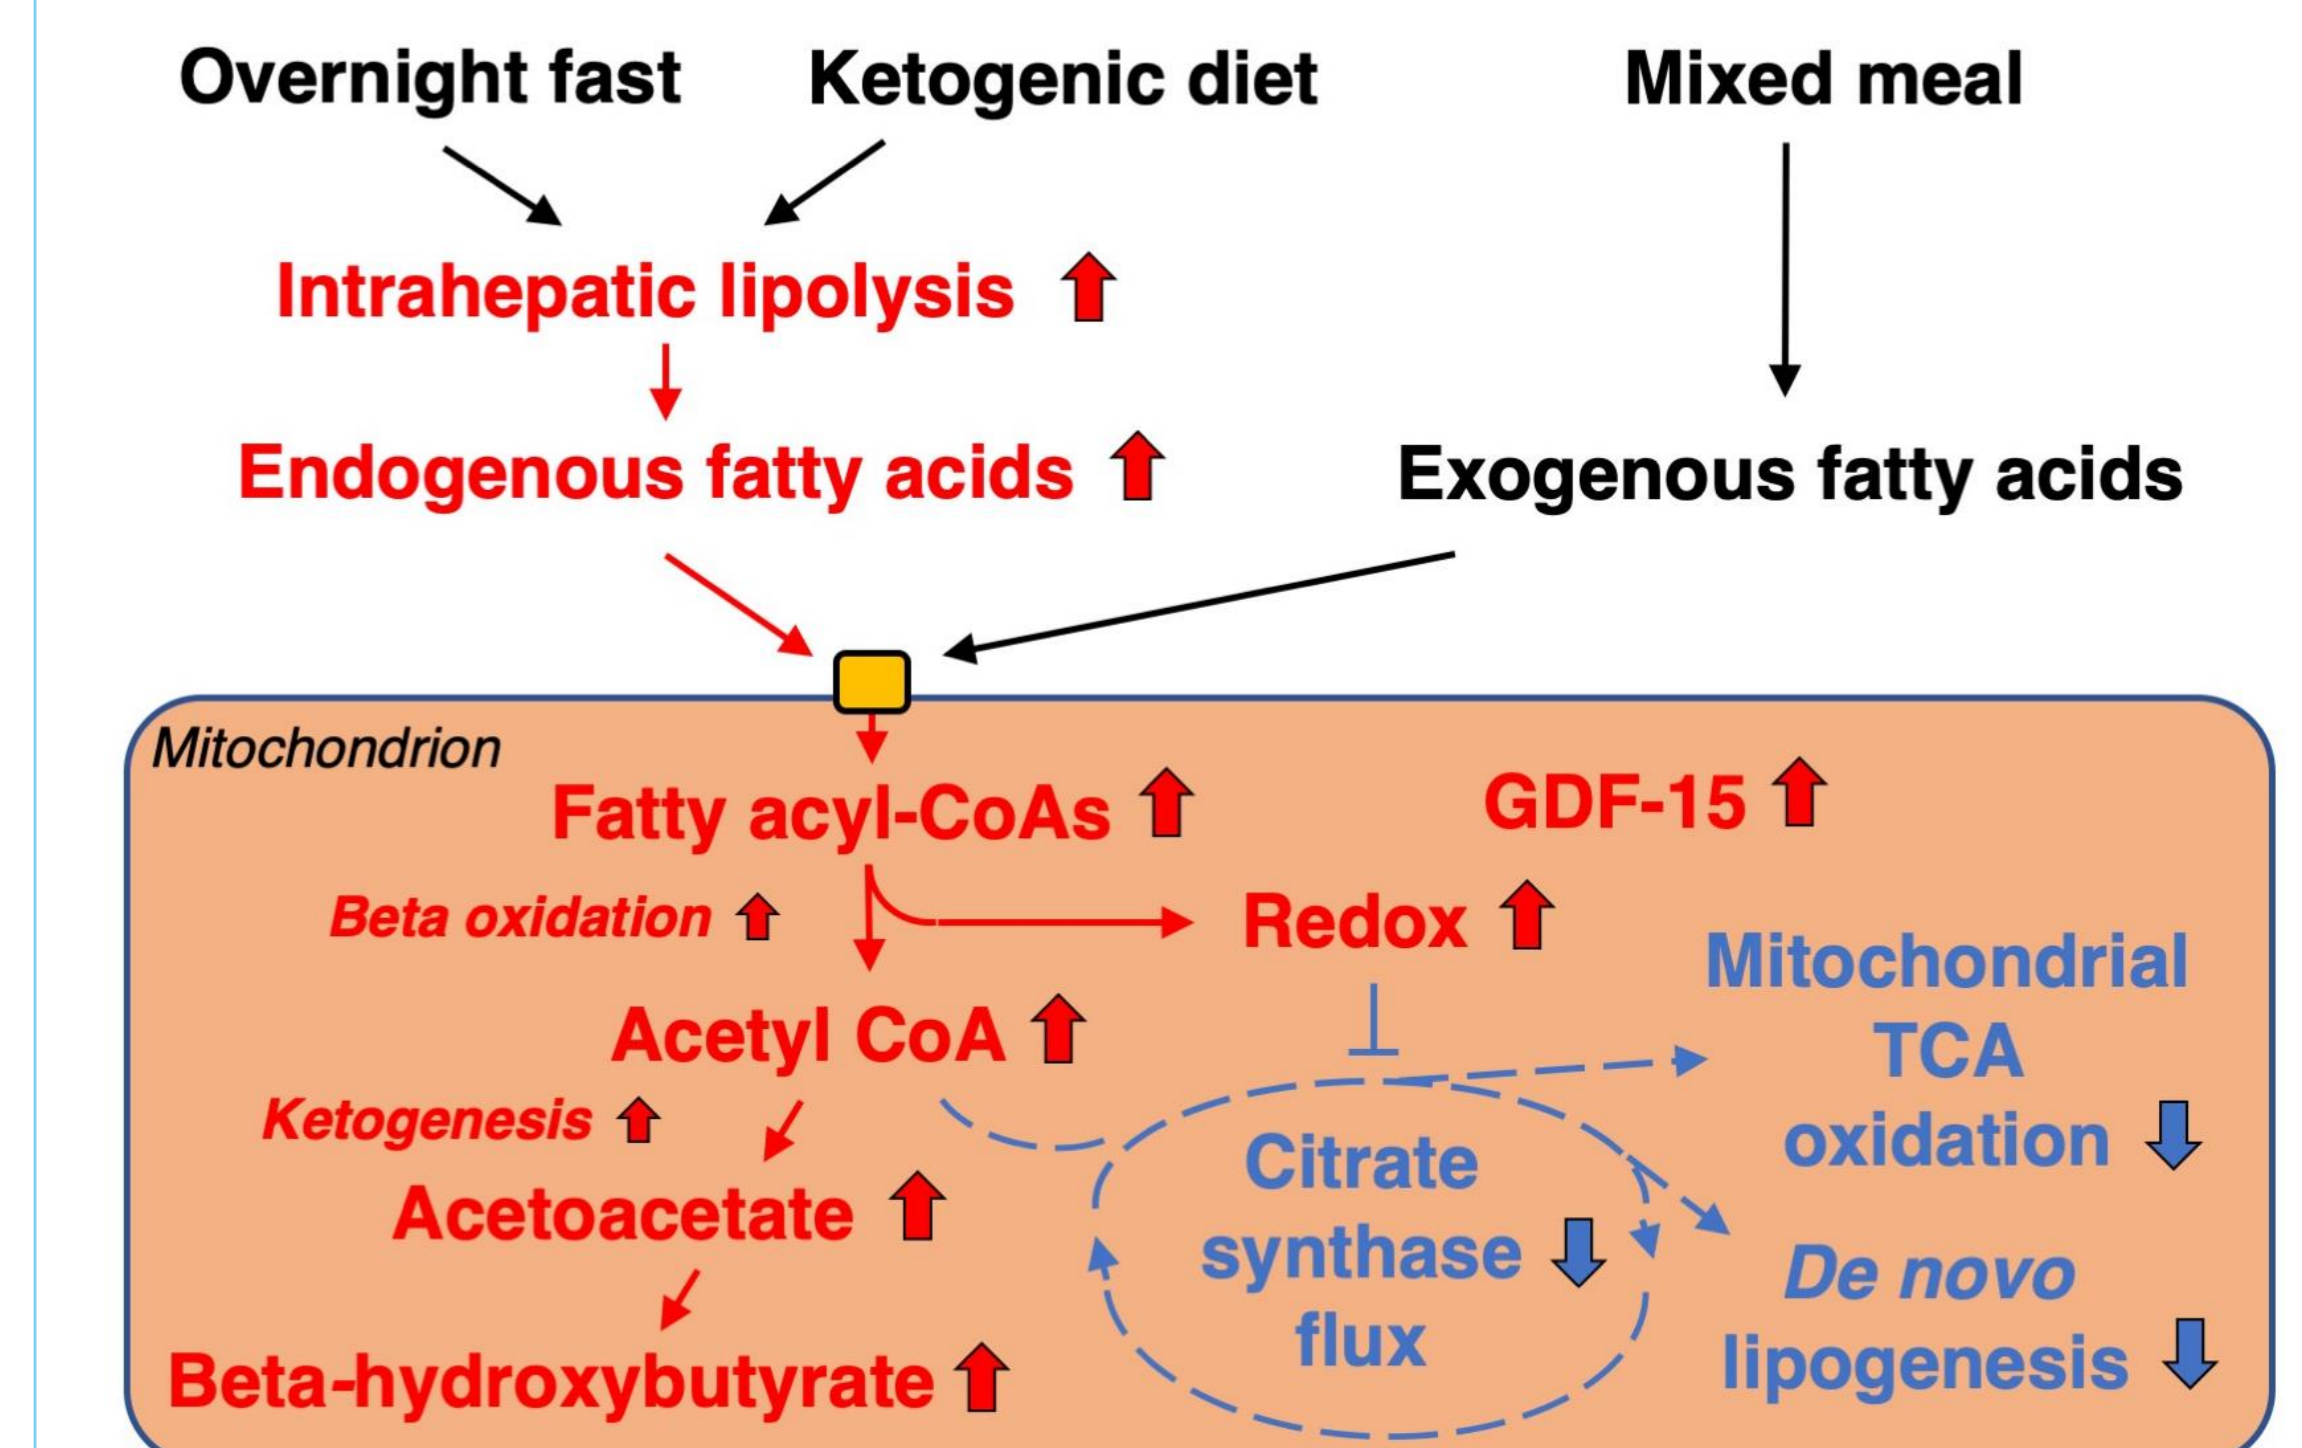 Overnight fast
Ketogenic diet
Mixed meal
Intrahepatic lipolysis
Endogenous fatty acids
Exogenous fatty acids
Mitochondrion
Fatty acyl-CoAs
GDF-15
Beta oxidation
Redox
Acetyl CoA
Mitochondrial
TCA
oxidation
Ketogenesis
Acetoacetate
Citrate
synthase
flux
De novo
lipogenesis
Beta-hydroxybutyrate